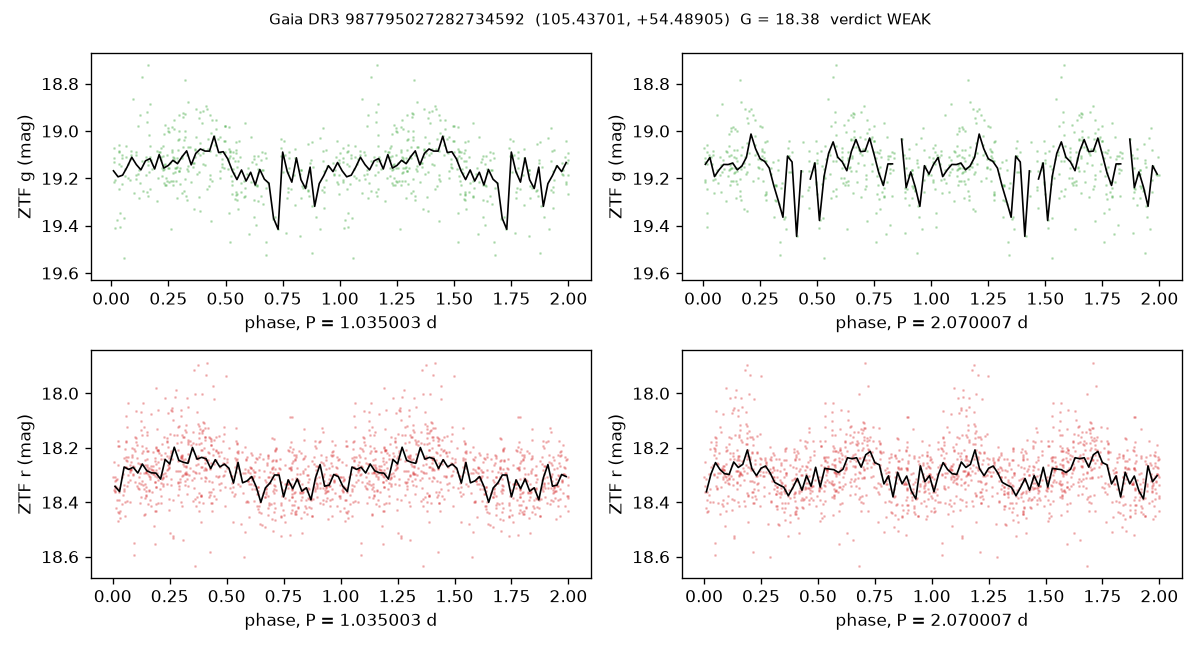 Gaia DR3 987795027282734592 (105.43701, +54.48905) G = 18.38 verdict WEAK
ZTF g (mag)
18.8
19.0
19.2
19.4
19.6
0.00 0.25 0.50 0.75 1.00 1.25 1.50 1.75 2.00
phase, P = 1.035003 d
ZTF g (mag)
18.8
19.0
19.2
19.4
19.6
0.00 0.25 0.50 0.75 1.00 1.25 1.50 1.75 2.00
phase, P = 2.070007 d
ZTF r (mag)
18.0
18.2
18.4
18.6
0.00 0.25 0.50 0.75 1.00 1.25 1.50 1.75 2.00
phase, P = 1.035003 d
ZTF r (mag)
18.0
18.2
18.4
18.6
0.00 0.25 0.50 0.75 1.00 1.25 1.50 1.75 2.00
phase, P = 2.070007 d